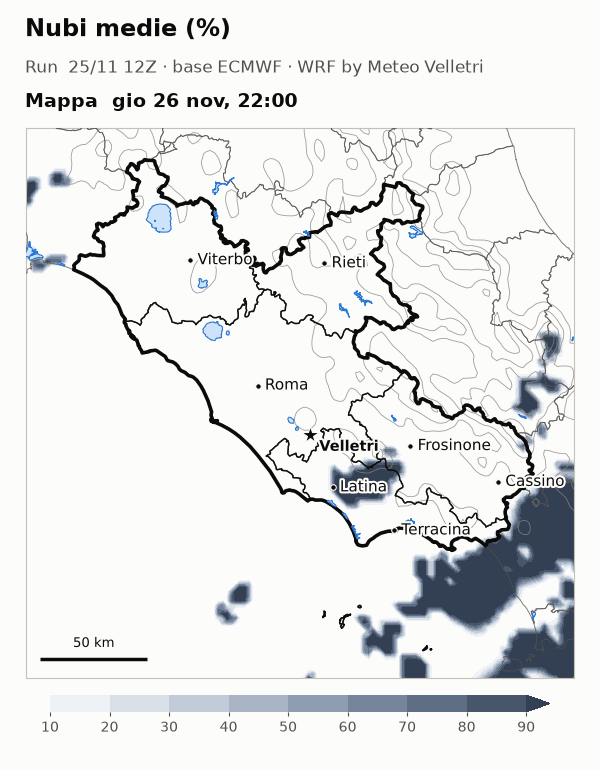 Nubi medie (%)
Run  25/11 12Z · base ECMWF · WRF by Meteo Velletri
Mappa  gio 26 nov, 22:00
Viterbo
Rieti
Roma
Velletri
Frosinone
Latina
Cassino
Terracina
50 km
10 20 30 40 50 60 70 80 90